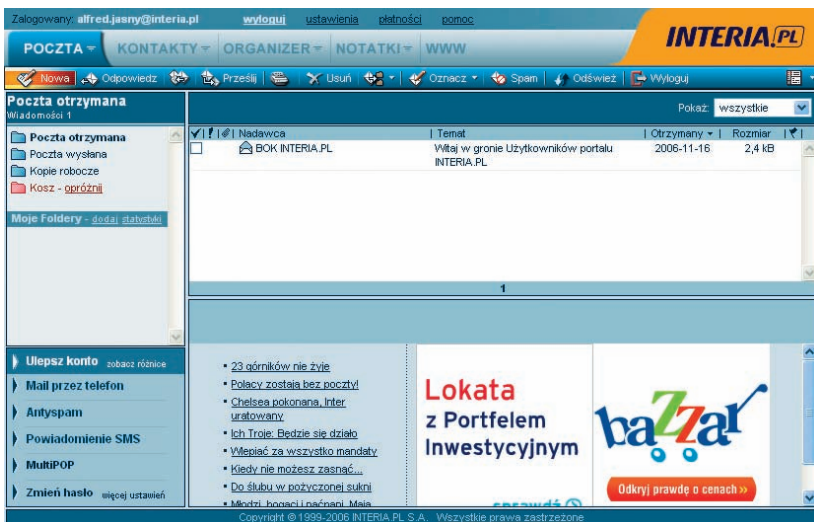 Zalogowany: alfred.jasny@interia.pl wyloguj ustawienia płatności pomoc
INTERIA.PL
POCZTA KONTAKTY ORGANIZER NOTATKI WWW
Nowa Odpowiedz Prześlij Usuń Oznacz Spam Odśwież Wyloguj
Poczta otrzymana
Wiadomości 1
Pokaż: wszystkie
Nadawca Temat Otrzymany Rozmiar
BOK INTERIA.PL Witaj w gronie Użytkowników portalu INTERIA.PL 2006-11-16 2,4 kB
Poczta otrzymana
Poczta wysłana
Kopie robocze
Kosz - opróżnij
Moje Foldery - dodaj statystyki
1
Ulepsz konto zobacz różnice
Mail przez telefon
Antyspam
Powiadomienie SMS
MultiPOP
Zmień hasło więcej ustawień
23 górników nie żyje
Polacy zostają bez poczty!
Chelsea pokonana, Inter
uratowany
Ich Troje: Będzie się działo
Wlepiać za wszystko mandaty
Kiedy nie możesz zasnąć...
Do ślubu w pożyczonej sukni
Młodzi, bogaci i naćpani. Mają
Lokata
z Portfelem
Inwestycyjnym
sprawdź
bazzar
Odkryj prawdę o cenach »
Copyright © 1999-2006 INTERIA.PL S.A. Wszystkie prawa zastrzeżone